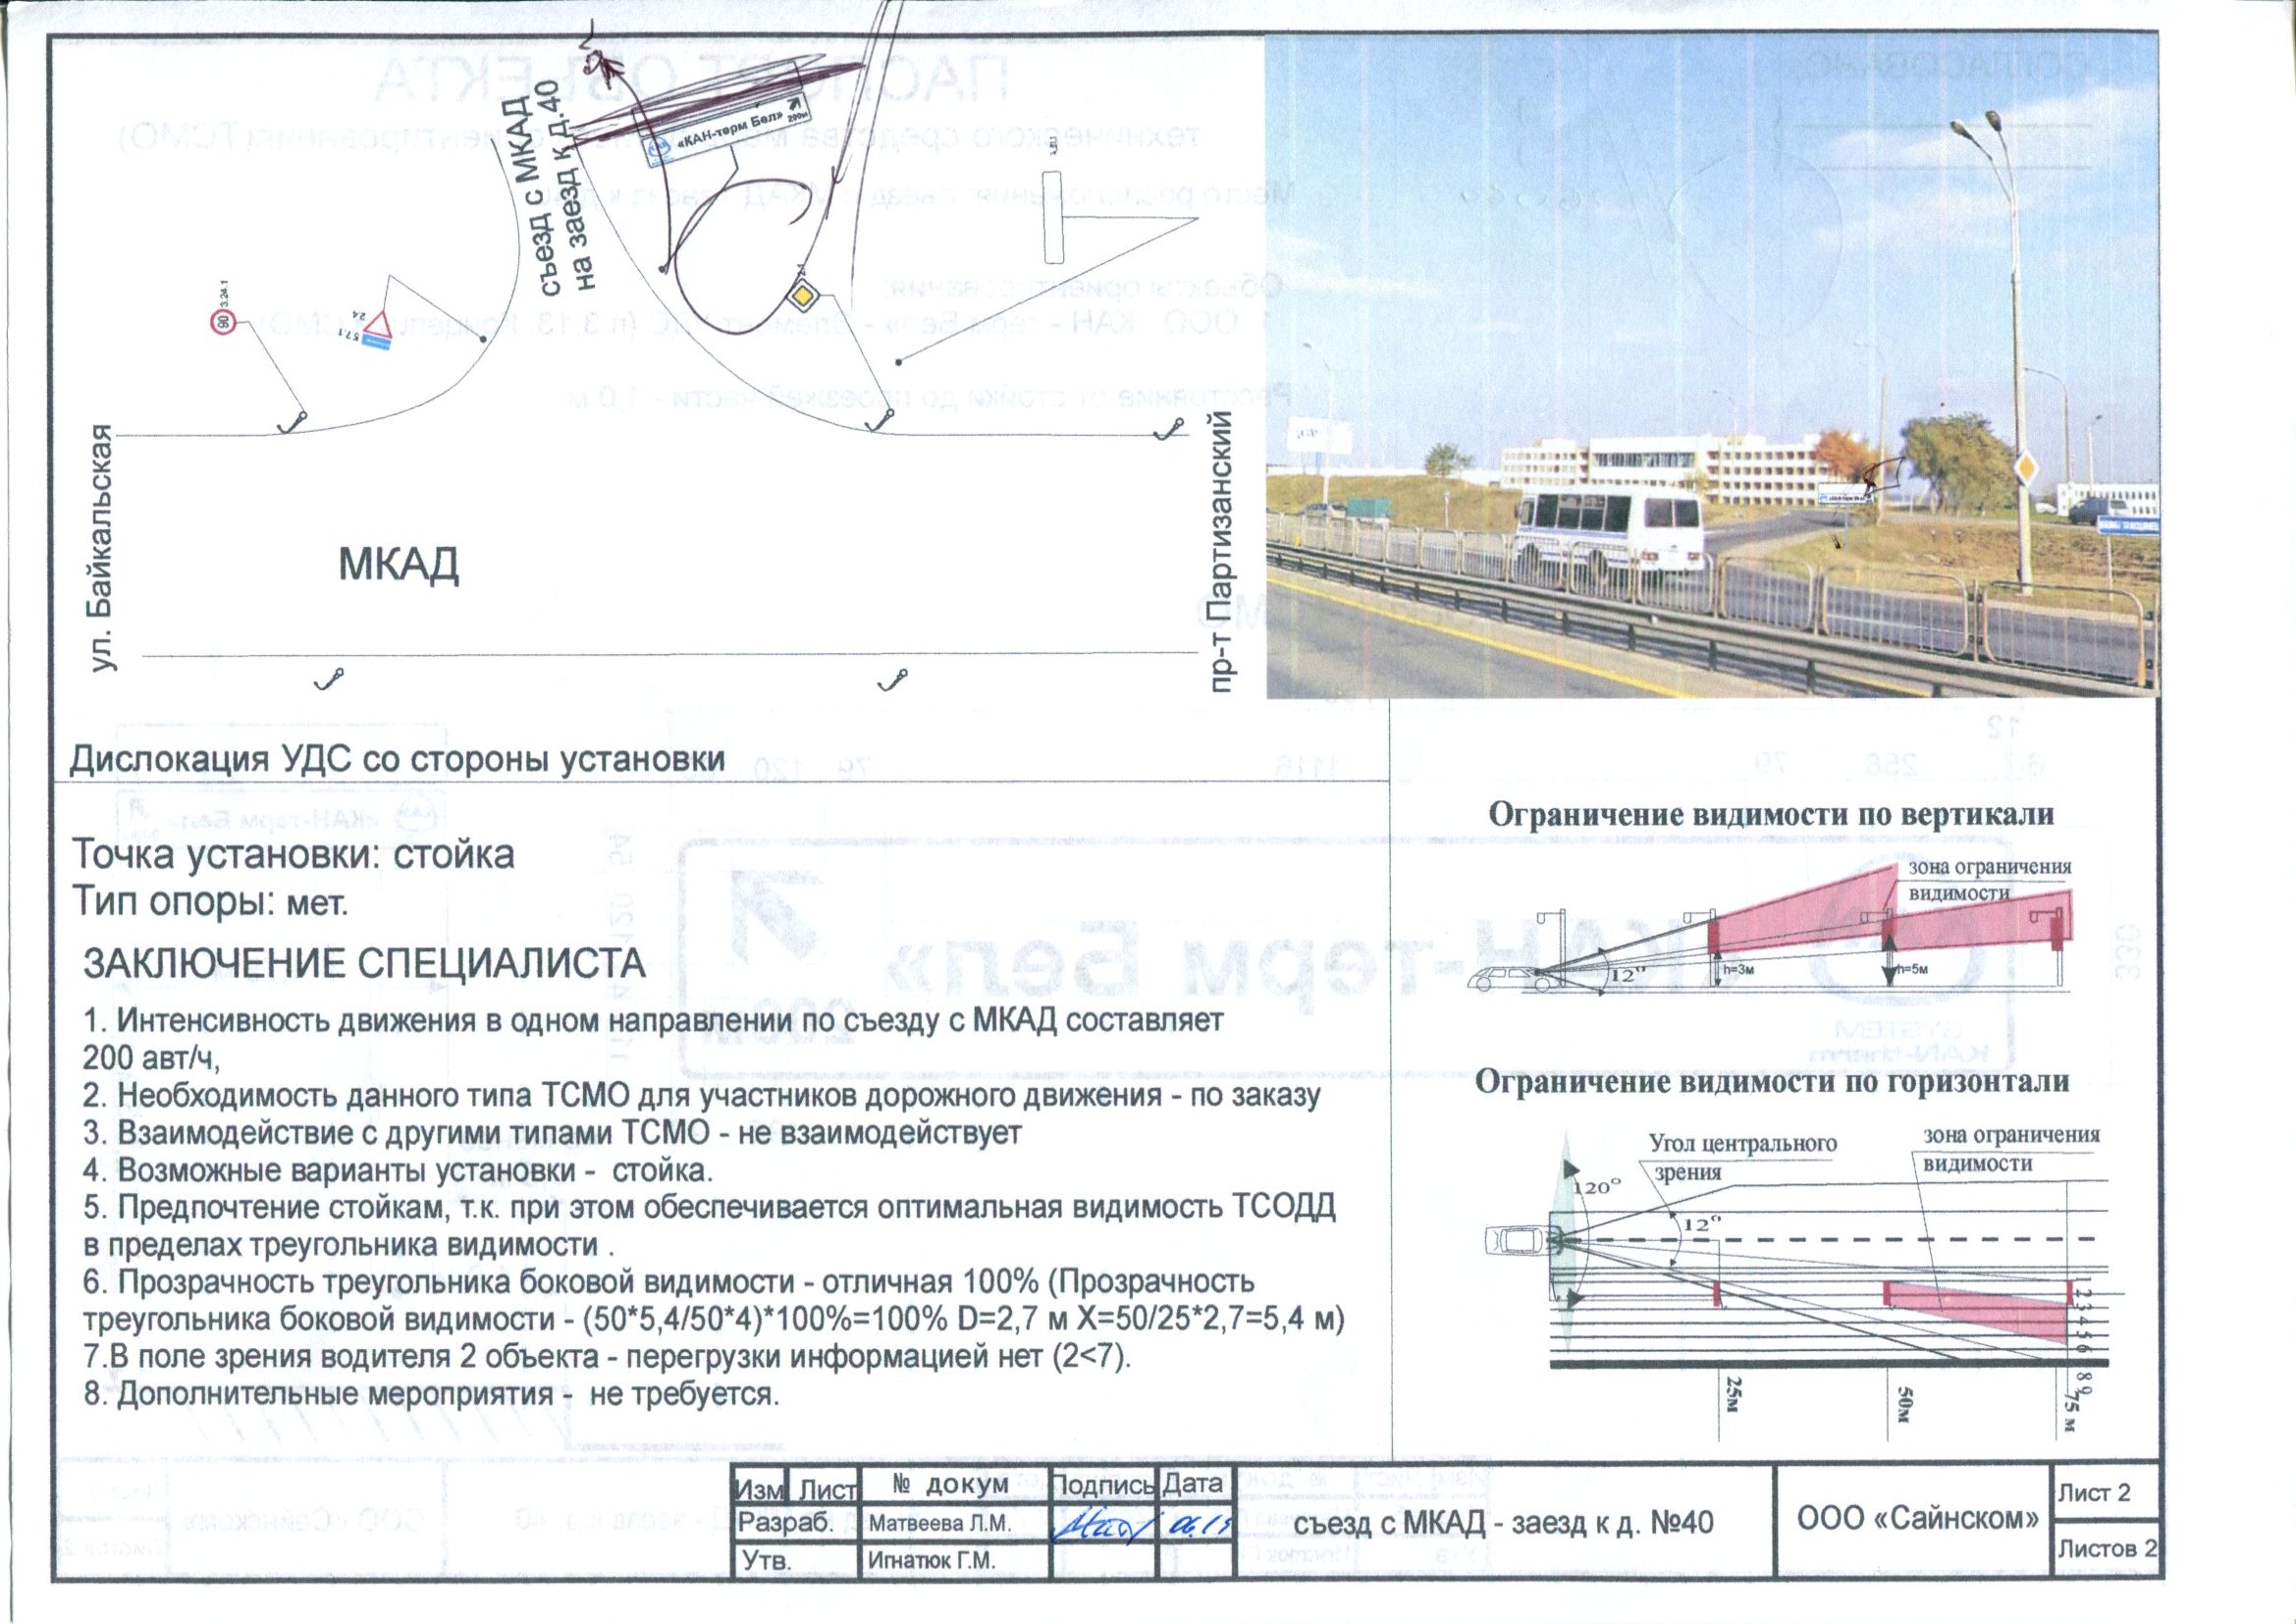 съезд с МКАД
на заезд к д.40
«КАН-терм Бел»
200м
3.24.1
90
5.7.1
2.4
2.1
ул. Байкальская
МКАД
пр-т Партизанский
Дислокация УДС со стороны установки
Точка установки: стойка
Тип опоры: мет.
ЗАКЛЮЧЕНИЕ СПЕЦИАЛИСТА
1. Интенсивность движения в одном направлении по съезду с МКАД составляет
200 авт/ч,
2. Необходимость данного типа ТСМО для участников дорожного движения - по заказу
3. Взаимодействие с другими типами ТСМО - не взаимодействует
4. Возможные варианты установки - стойка.
5. Предпочтение стойкам, т.к. при этом обеспечивается оптимальная видимость ТСОДД
в пределах треугольника видимости .
6. Прозрачность треугольника боковой видимости - отличная 100% (Прозрачность
треугольника боковой видимости - (50*5,4/50*4)*100%=100% D=2,7 м X=50/25*2,7=5,4 м)
7.В поле зрения водителя 2 объекта - перегрузки информацией нет (2<7).
8. Дополнительные мероприятия - не требуется.
Ограничение видимости по вертикали
зона ограничения
видимости
12°
h=3м
h=5м
Ограничение видимости по горизонтали
Угол центрального
зрения
зона ограничения
видимости
120°
12°
1 2 3 4 5 6
8 9
25м
50м
75 м
Изм Лист № докум Подпись Дата
Разраб. Матвеева Л.М. 06.15
Утв. Игнатюк Г.М.
съезд с МКАД - заезд к д. №40
ООО «Сайнском»
Лист 2
Листов 2